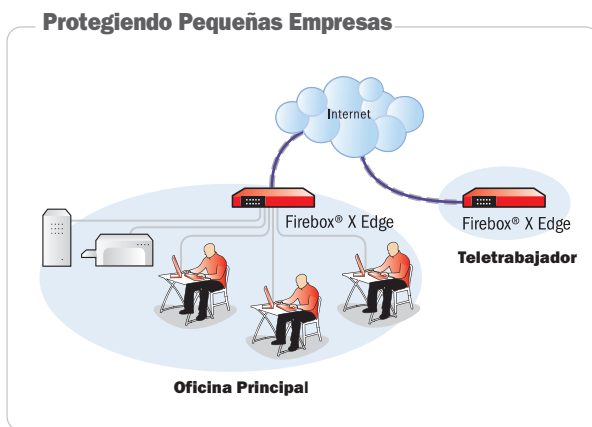 Protegiendo Pequeñas Empresas
Internet
Firebox® X Edge
Firebox® X Edge
Teletrabajador
Oficina Principal